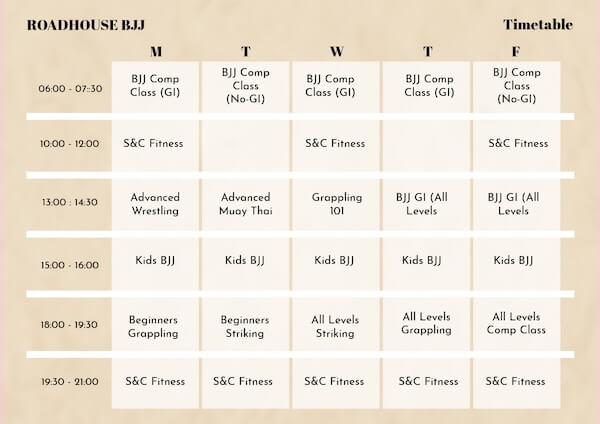 ROADHOUSE BJJ Timetable
M T W T F
06:00 - 07:30
BJJ Comp
Class (GI)
BJJ Comp
Class
(No-GI)
BJJ Comp
Class (GI)
BJJ Comp
Class (GI)
BJJ Comp
Class
(No-GI)
10:00 - 12:00
S&C Fitness
S&C Fitness
S&C Fitness
13:00 : 14:30
Advanced
Wrestling
Advanced
Muay Thai
Grappling
101
BJJ GI (All
Levels
BJJ GI (All
Levels
15:00 - 16:00
Kids BJJ
Kids BJJ
Kids BJJ
Kids BJJ
Kids BJJ
18:00 - 19:30
Beginners
Grappling
Beginners
Striking
All Levels
Striking
All Levels
Grappling
All Levels
Comp Class
19:30 - 21:00
S&C Fitness
S&C Fitness
S&C Fitness
S&C Fitness
S&C Fitness